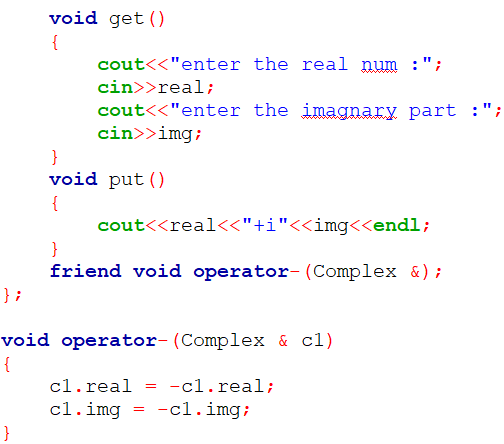 void get()
{
cout<<"enter the real num :";
cin>>real;
cout<<"enter the imagnary part :";
cin>>img;
}
void put()
{
cout<<real<<"+i"<<img<<endl;
}
friend void operator-(Complex &);
};
void operator-(Complex & c1)
{
c1.real = -c1.real;
c1.img = -c1.img;
}